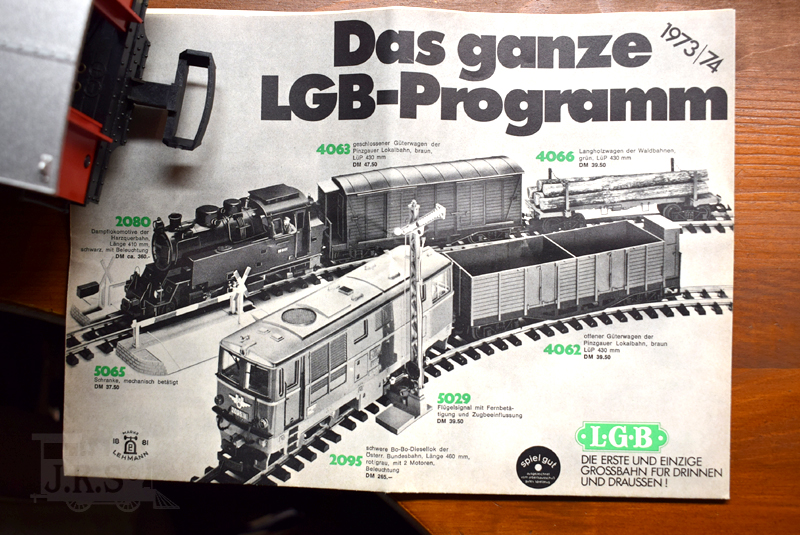 Das ganze
LGB-Programm
1973/74
4063
geschlossener Güterwagen der
Pinzgauer Lokalbahn, braun,
LüP 430 mm
DM 47.50
4066
Langholzwagen der Waldbahnen,
grün, LüP 430 mm
DM 39.50
2080
Dampflokomotive der
Harzquerbahn,
Länge 410 mm,
schwarz, mit Beleuchtung
DM ca. 360.-
5065
Schranke, mechanisch betätigt
DM 37.50
4062
offener Güterwagen der
Pinzgauer Lokalbahn, braun
LüP 430 mm
DM 39.50
5029
Flügelsignal mit Fernbetä-
tigung und Zugbeeinflussung
DM 39.50
2095
schwere Bo-Bo-Diesellok der
Österr. Bundesbahn, Länge 460 mm,
rot/grau, mit 2 Motoren,
Beleuchtung
DM 265.—
MARKE
18 81
LEHMANN
spiel gut
L·G·B
DIE ERSTE UND EINZIGE
GROSSBAHN FÜR DRINNEN
UND DRAUSSEN!
J.R.S